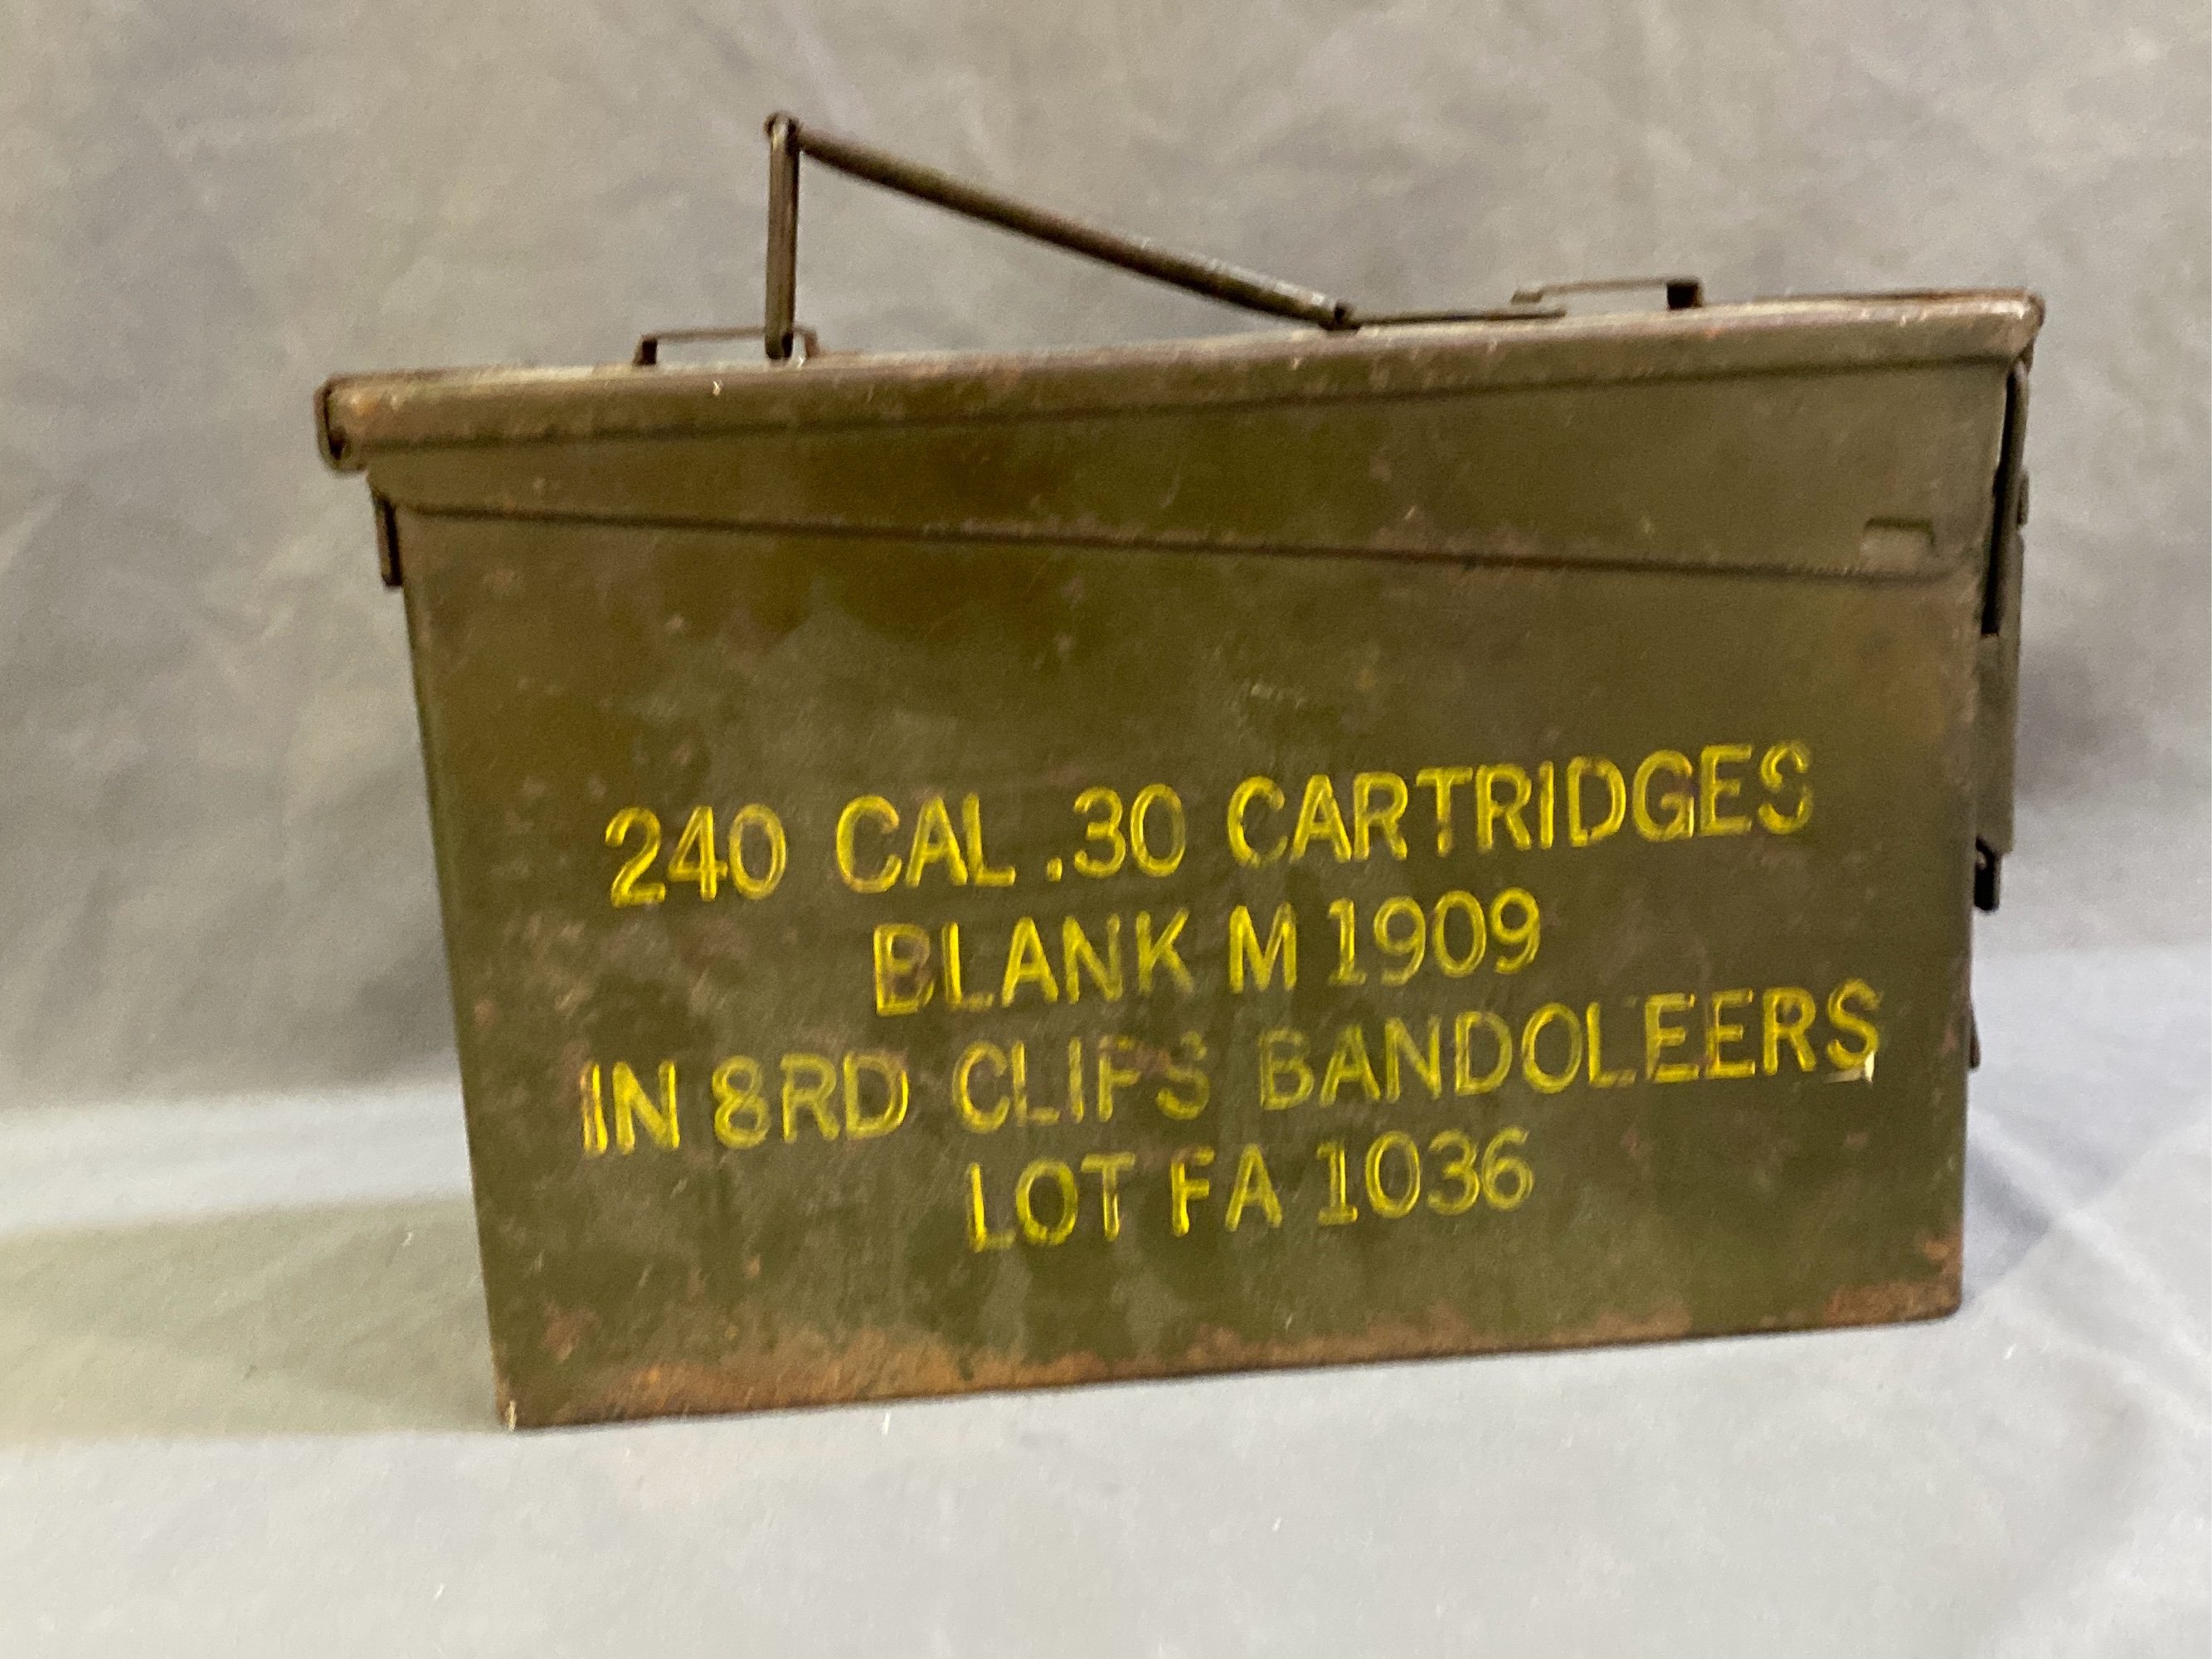 240 CAL .30 CARTRIDGES
BLANK M 1909
IN 8RD CLIPS BANDOLEERS
LOT FA 1036